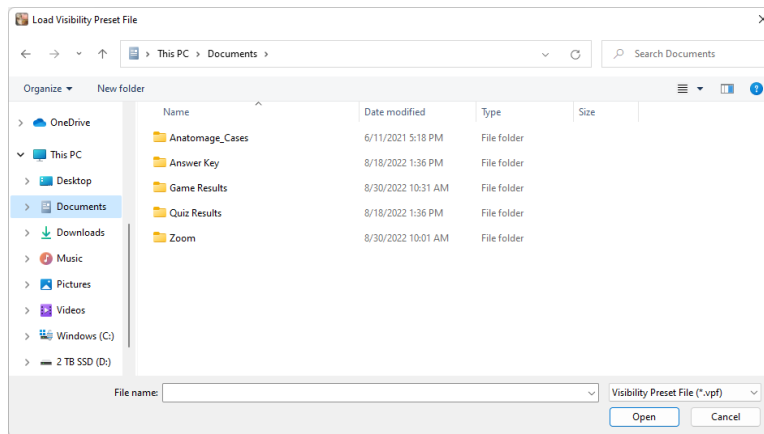 Load Visibility Preset File
This PC > Documents >
Search Documents
Organize New folder
Name Date modified Type Size
OneDrive
This PC
Desktop
Documents
Downloads
Music
Pictures
Videos
Windows (C:)
2 TB SSD (D:)
Anatomage_Cases 6/11/2021 5:18 PM File folder
Answer Key 8/18/2022 1:36 PM File folder
Game Results 8/30/2022 10:31 AM File folder
Quiz Results 8/18/2022 1:36 PM File folder
Zoom 8/30/2022 10:01 AM File folder
File name: Visibility Preset File (*.vpf)
Open Cancel